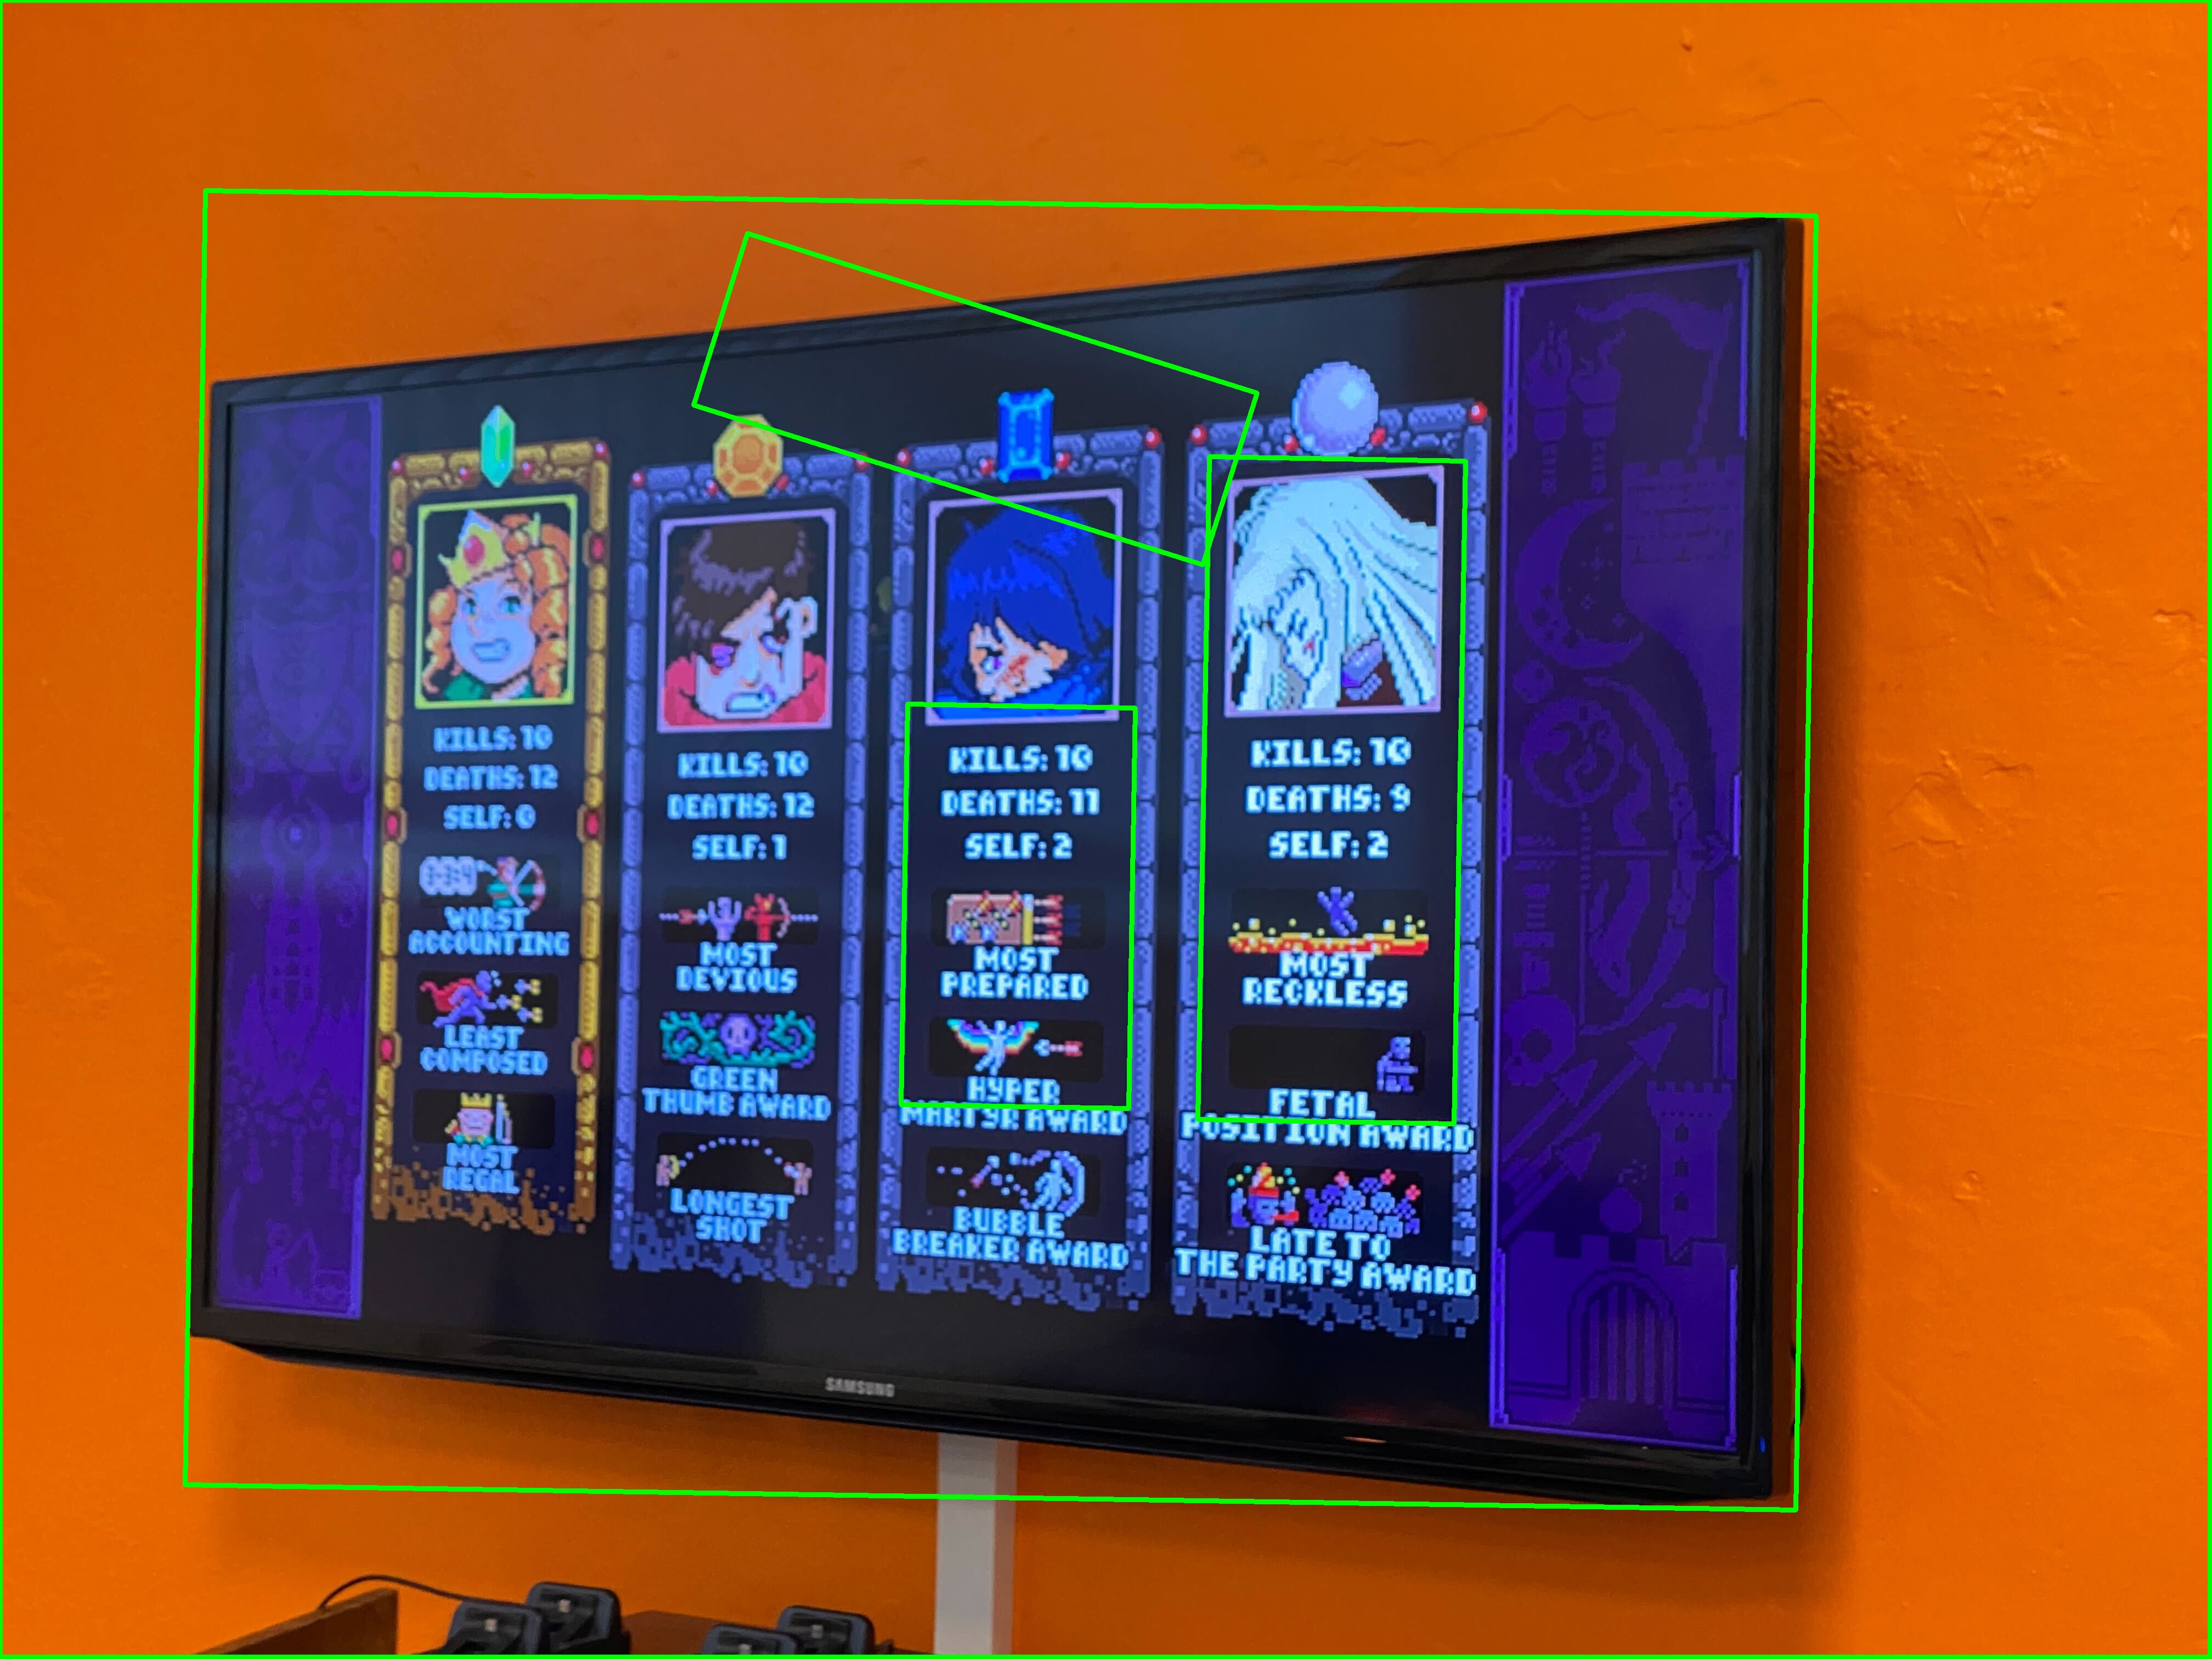 KILLS: 10
DEATHS: 12
SELF: 0
WORST
ACCOUNTING
LEAST
COMPOSED
MOST
REGAL
KILLS: 10
DEATHS: 12
SELF: 1
MOST
DEVIOUS
GREEN
THUMB AWARD
LONGEST
SHOT
KILLS: 10
DEATHS: 11
SELF: 2
MOST
PREPARED
HYPER
MARTYR AWARD
BUBBLE
BREAKER AWARD
KILLS: 10
DEATHS: 9
SELF: 2
MOST
RECKLESS
FETAL
POSITION AWARD
LATE TO
THE PARTY AWARD
SAMSUNG